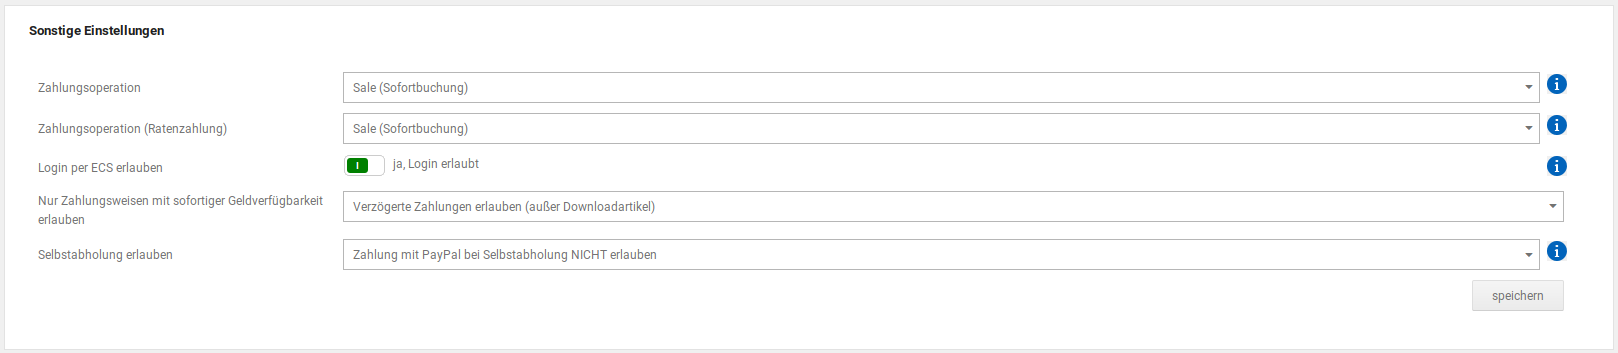 Sonstige Einstellungen
Zahlungsoperation
Sale (Sofortbuchung)
Zahlungsoperation (Ratenzahlung)
Sale (Sofortbuchung)
Login per ECS erlauben
I
ja, Login erlaubt
Nur Zahlungsweisen mit sofortiger Geldverfügbarkeit
erlauben
Verzögerte Zahlungen erlauben (außer Downloadartikel)
Selbstabholung erlauben
Zahlung mit PayPal bei Selbstabholung NICHT erlauben
speichern